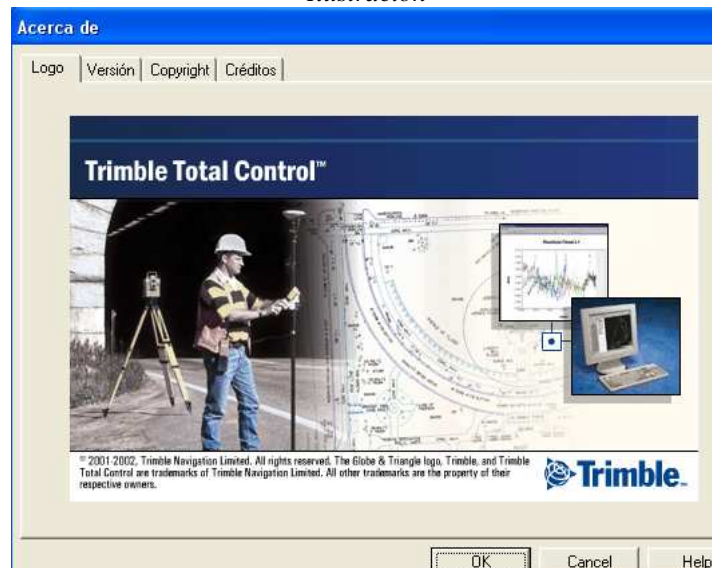 Acerca de
Logo Versión Copyright Créditos
Trimble Total Control™
© 2001-2002, Trimble Navigation Limited. All rights reserved. The Globe & Triangle logo, Trimble, and Trimble
Total Control are trademarks of Trimble Navigation Limited. All other trademarks are the property of their
respective owners.
Trimble.
OK Cancel Help